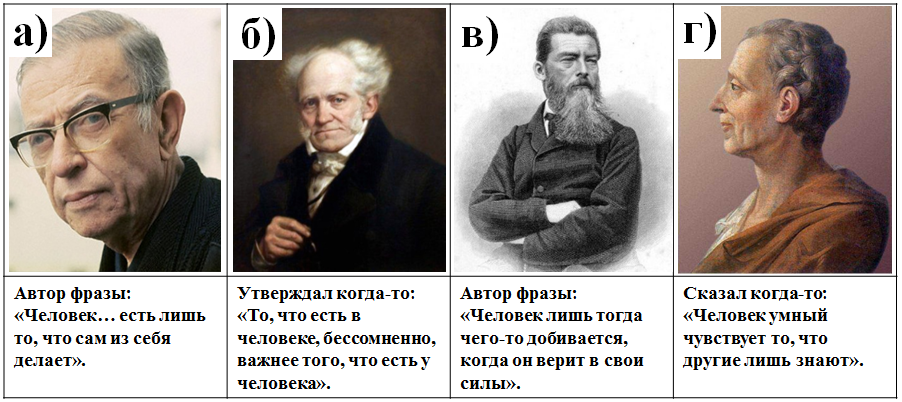 а)
б)
в)
г)
Автор фразы:
«Человек… есть лишь
то, что сам из себя
делает».
Утверждал когда-то:
«То, что есть в
человеке, бессомненно,
важнее того, что есть у
человека».
Автор фразы:
«Человек лишь тогда
чего-то добивается,
когда он верит в свои
силы».
Сказал когда-то:
«Человек умный
чувствует то, что
другие лишь знают».